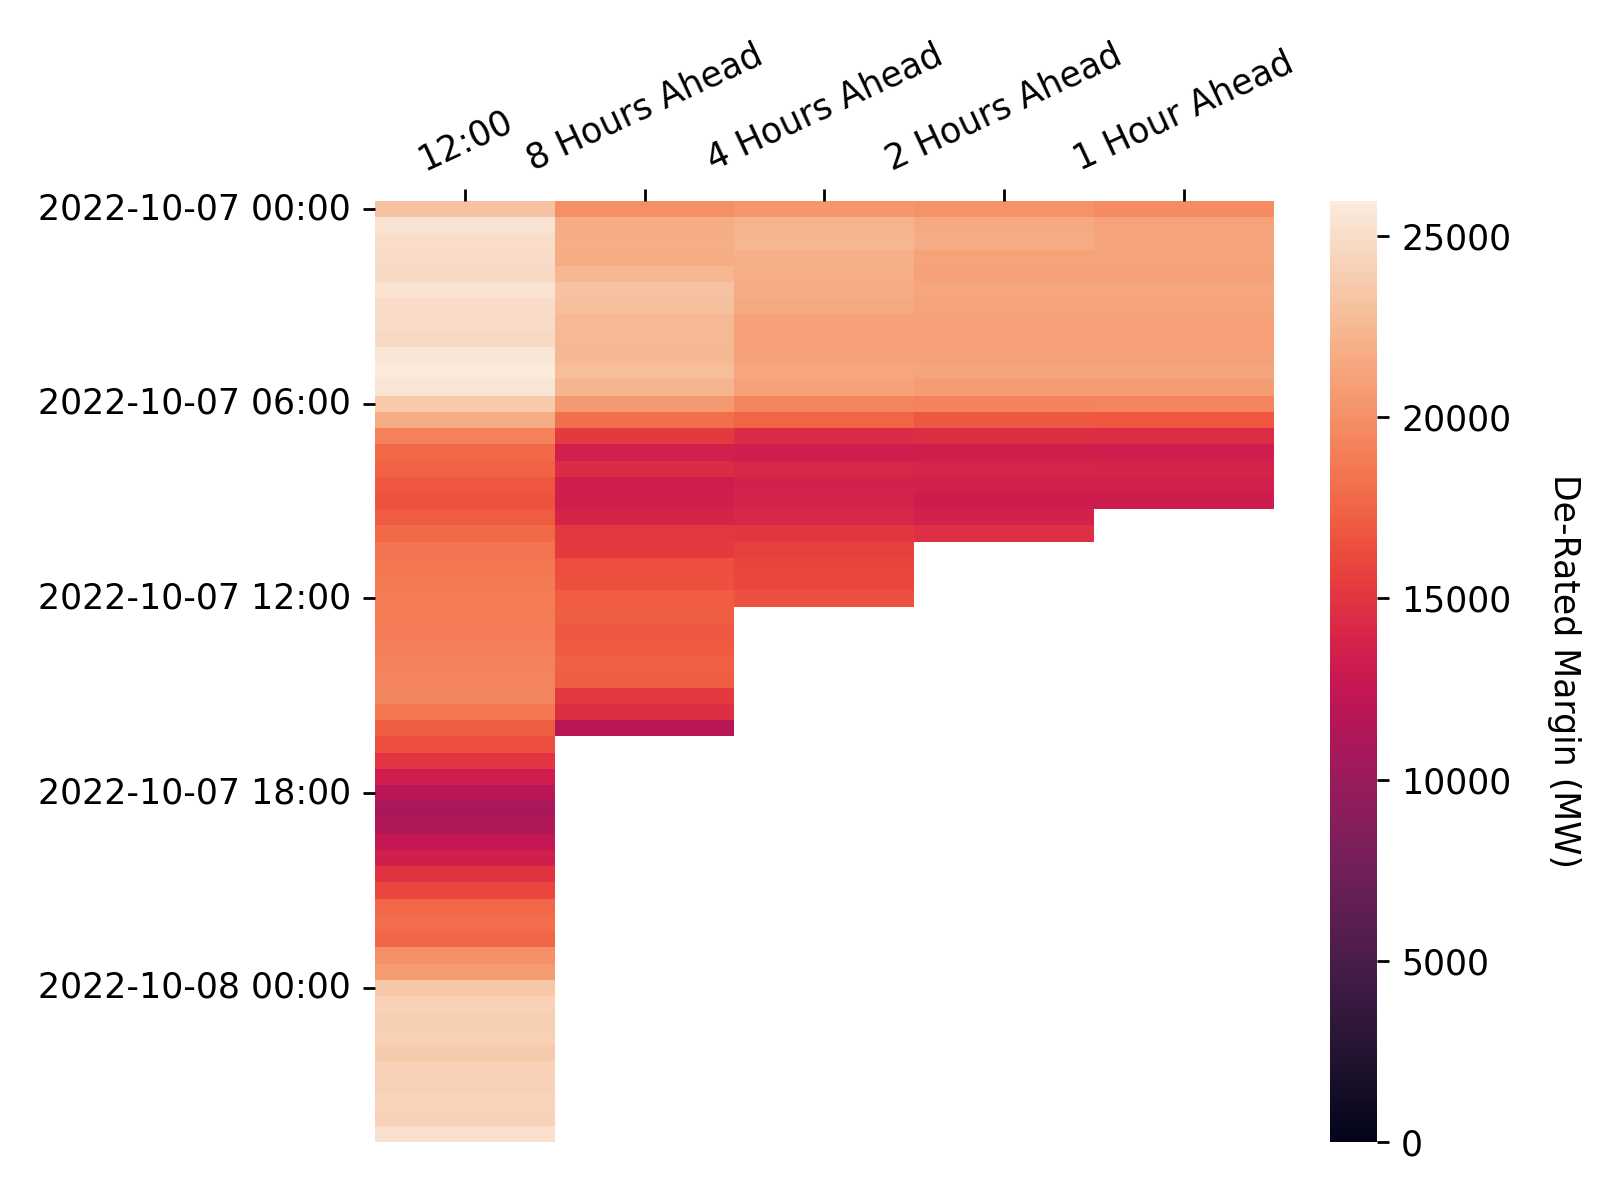 12:00
8 Hours Ahead
4 Hours Ahead
2 Hours Ahead
1 Hour Ahead
2022-10-07 00:00
2022-10-07 06:00
2022-10-07 12:00
2022-10-07 18:00
2022-10-08 00:00
25000
20000
15000
10000
5000
0
De-Rated Margin (MW)